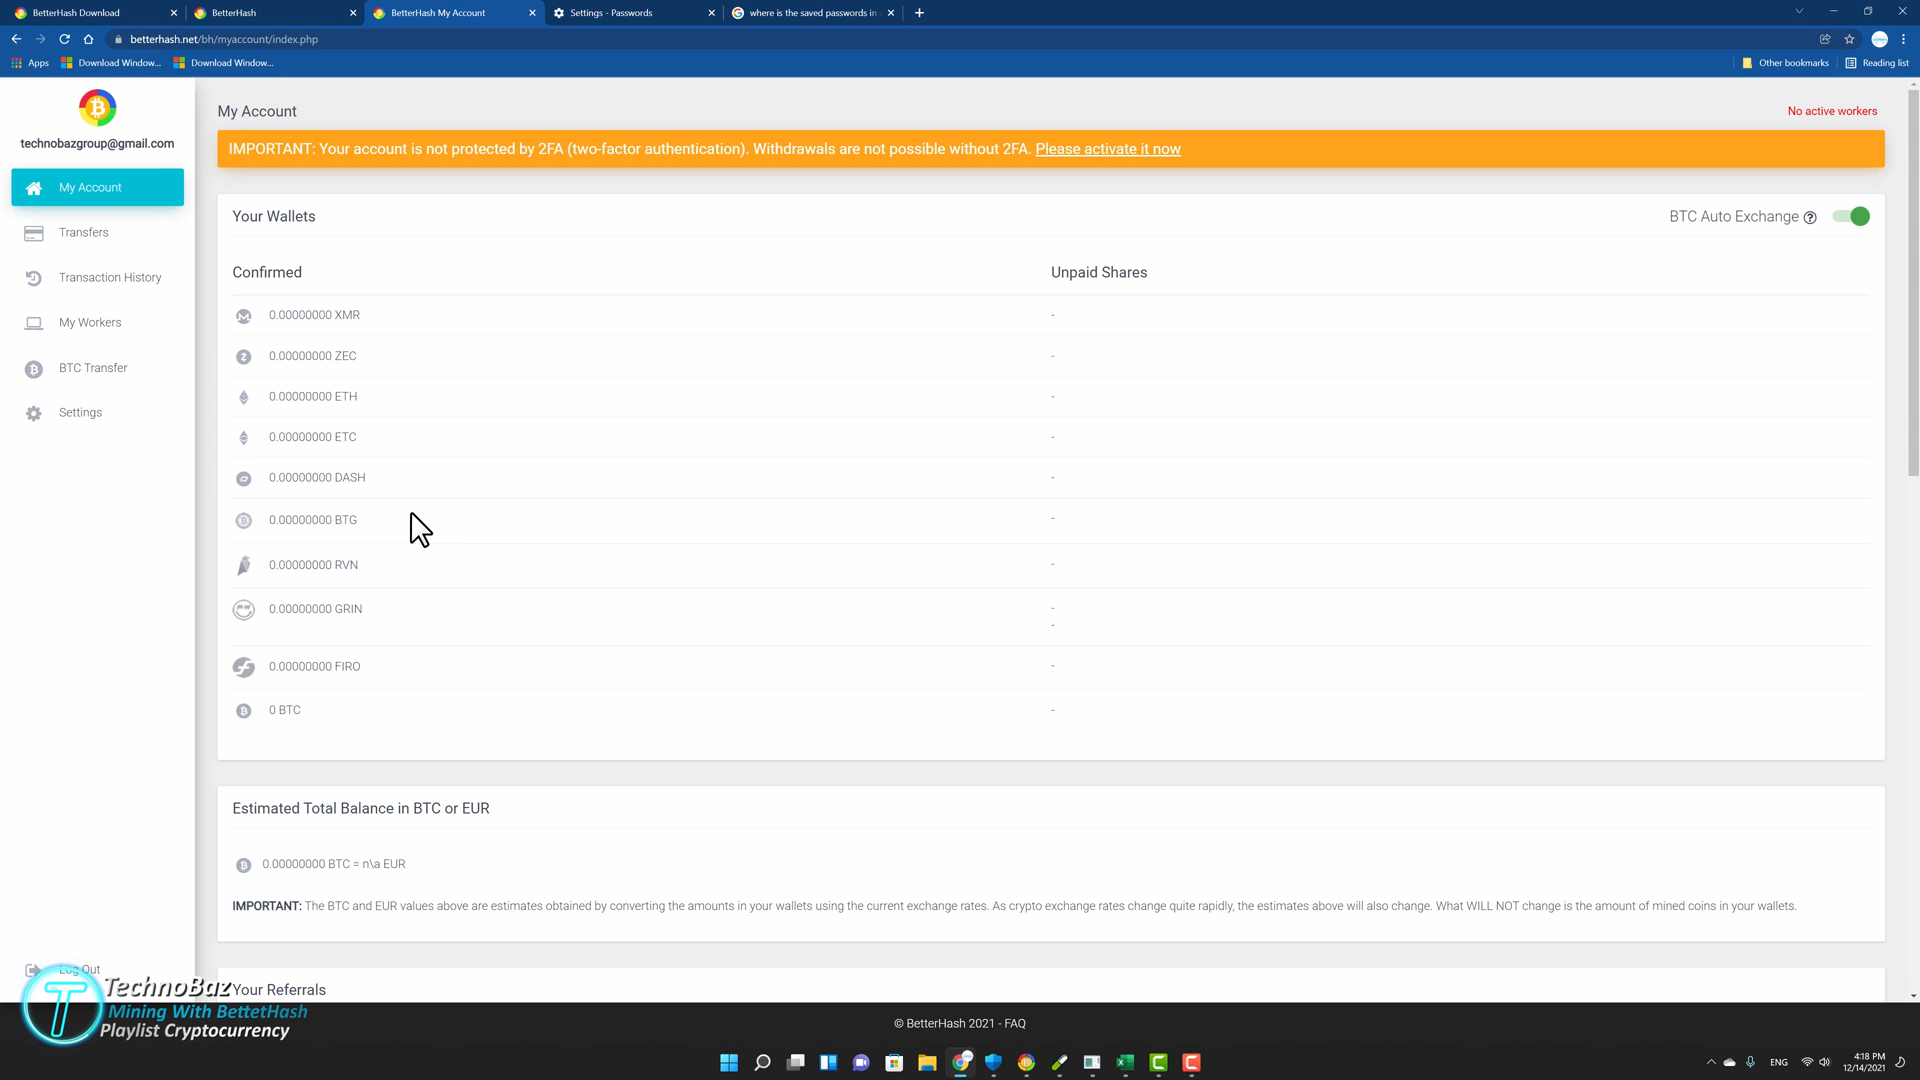 BetterHash Download
BetterHash
BetterHash My Account
Settings - Passwords
where is the saved passwords in
betterhash.net/bh/myaccount/index.php
Apps
Download Window...
Download Window...
Other bookmarks
Reading list
technobazgroup@gmail.com
My Account
Transfers
Transaction History
My Workers
BTC Transfer
Settings
Log Out
My Account
No active workers
IMPORTANT: Your account is not protected by 2FA (two-factor authentication). Withdrawals are not possible without 2FA. Please activate it now
Your Wallets
BTC Auto Exchange ?
Confirmed
Unpaid Shares
0.00000000 XMR
-
0.00000000 ZEC
-
0.00000000 ETH
-
0.00000000 ETC
-
0.00000000 DASH
-
0.00000000 BTG
-
0.00000000 RVN
-
0.00000000 GRIN
-
-
0.00000000 FIRO
-
0 BTC
-
Estimated Total Balance in BTC or EUR
0.00000000 BTC = n\a EUR
IMPORTANT: The BTC and EUR values above are estimates obtained by converting the amounts in your wallets using the current exchange rates. As crypto exchange rates change quite rapidly, the estimates above will also change. What WILL NOT change is the amount of mined coins in your wallets.
Your Referrals
TechnoBaz
Mining With BettetHash
Playlist Cryptocurrency
© BetterHash 2021 - FAQ
ENG
4:18 PM
12/14/2021